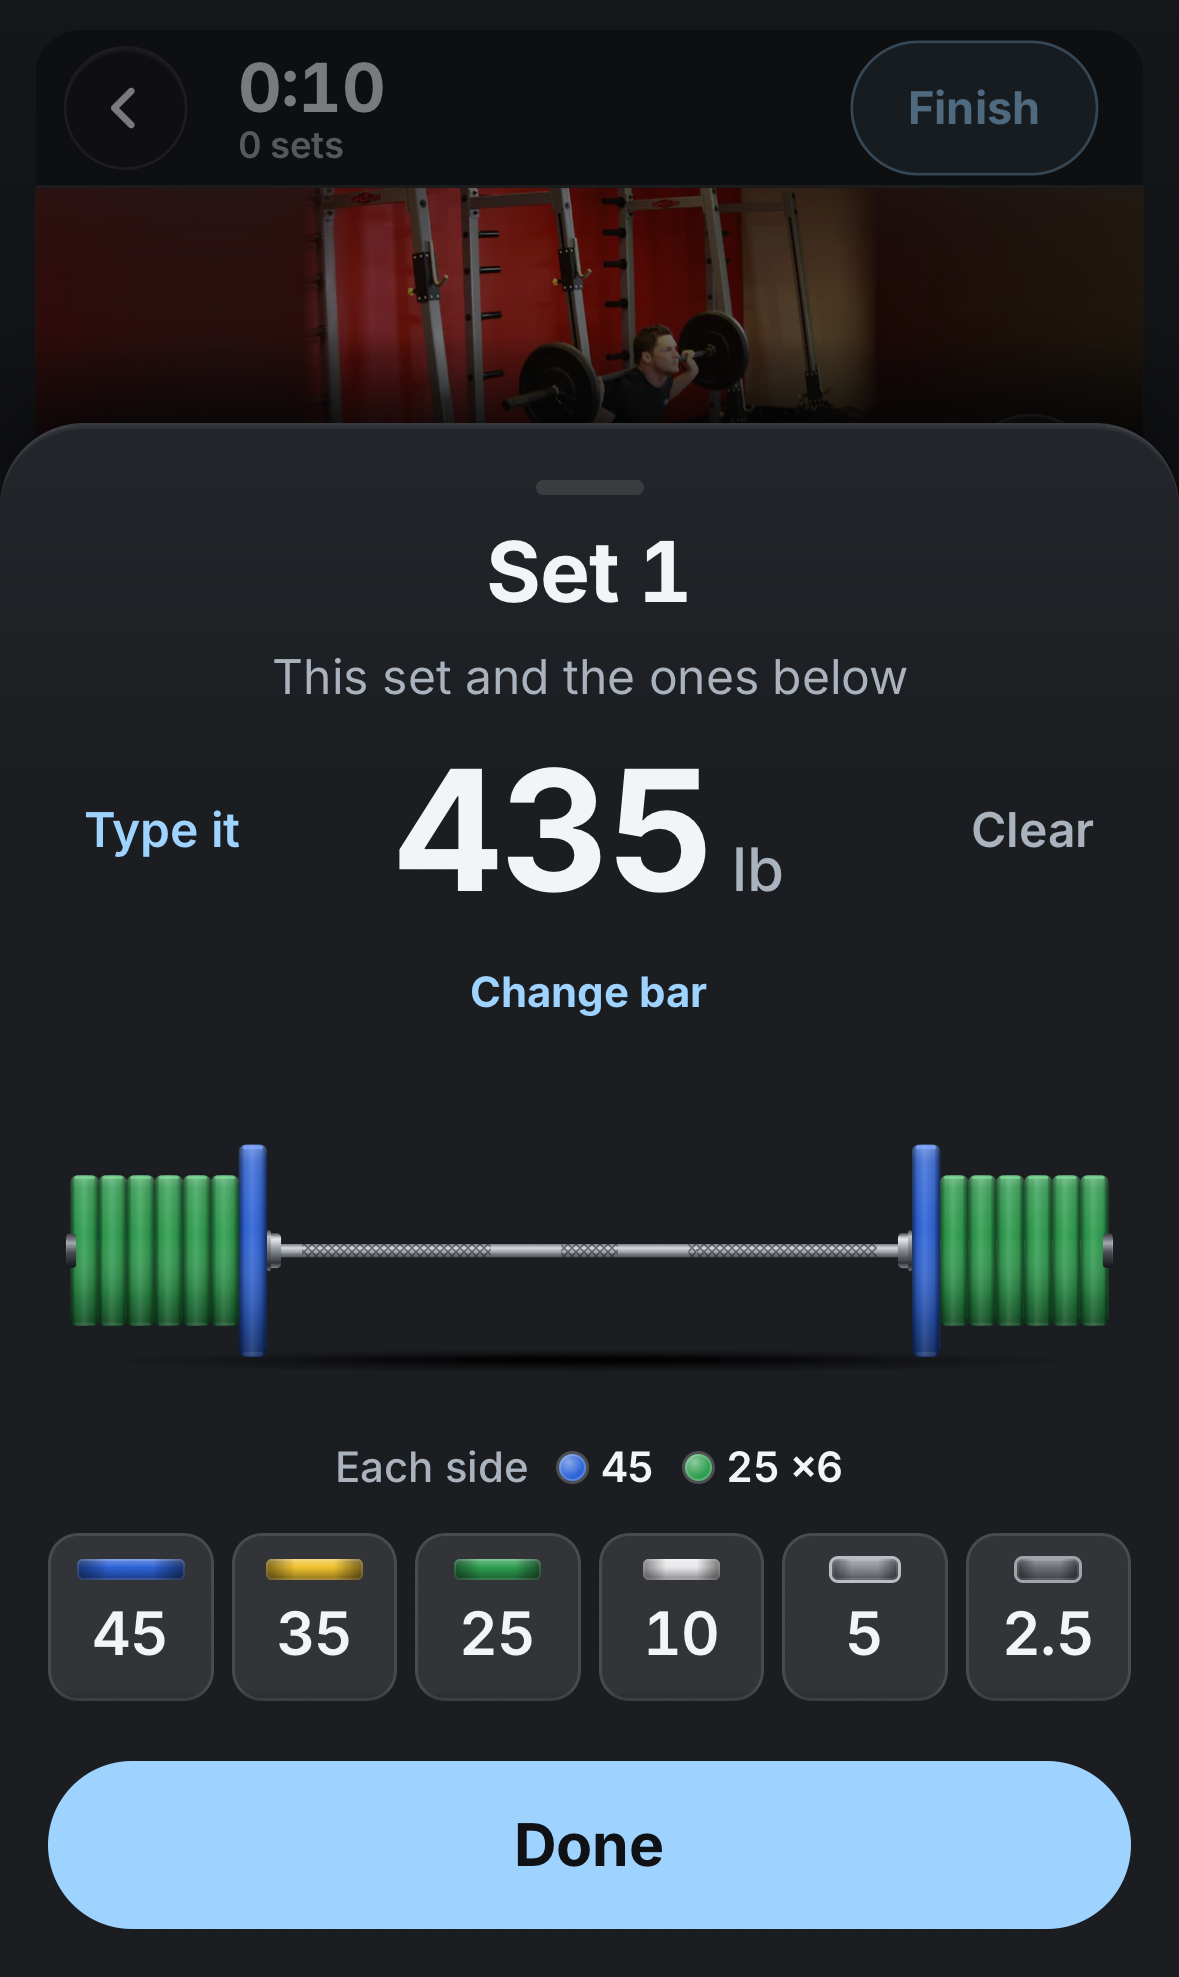 0:10
0 sets
Finish
Set 1
This set and the ones below
Type it
435 lb
Clear
Change bar
Each side 45 25 ×6
45
35
25
10
5
2.5
Done